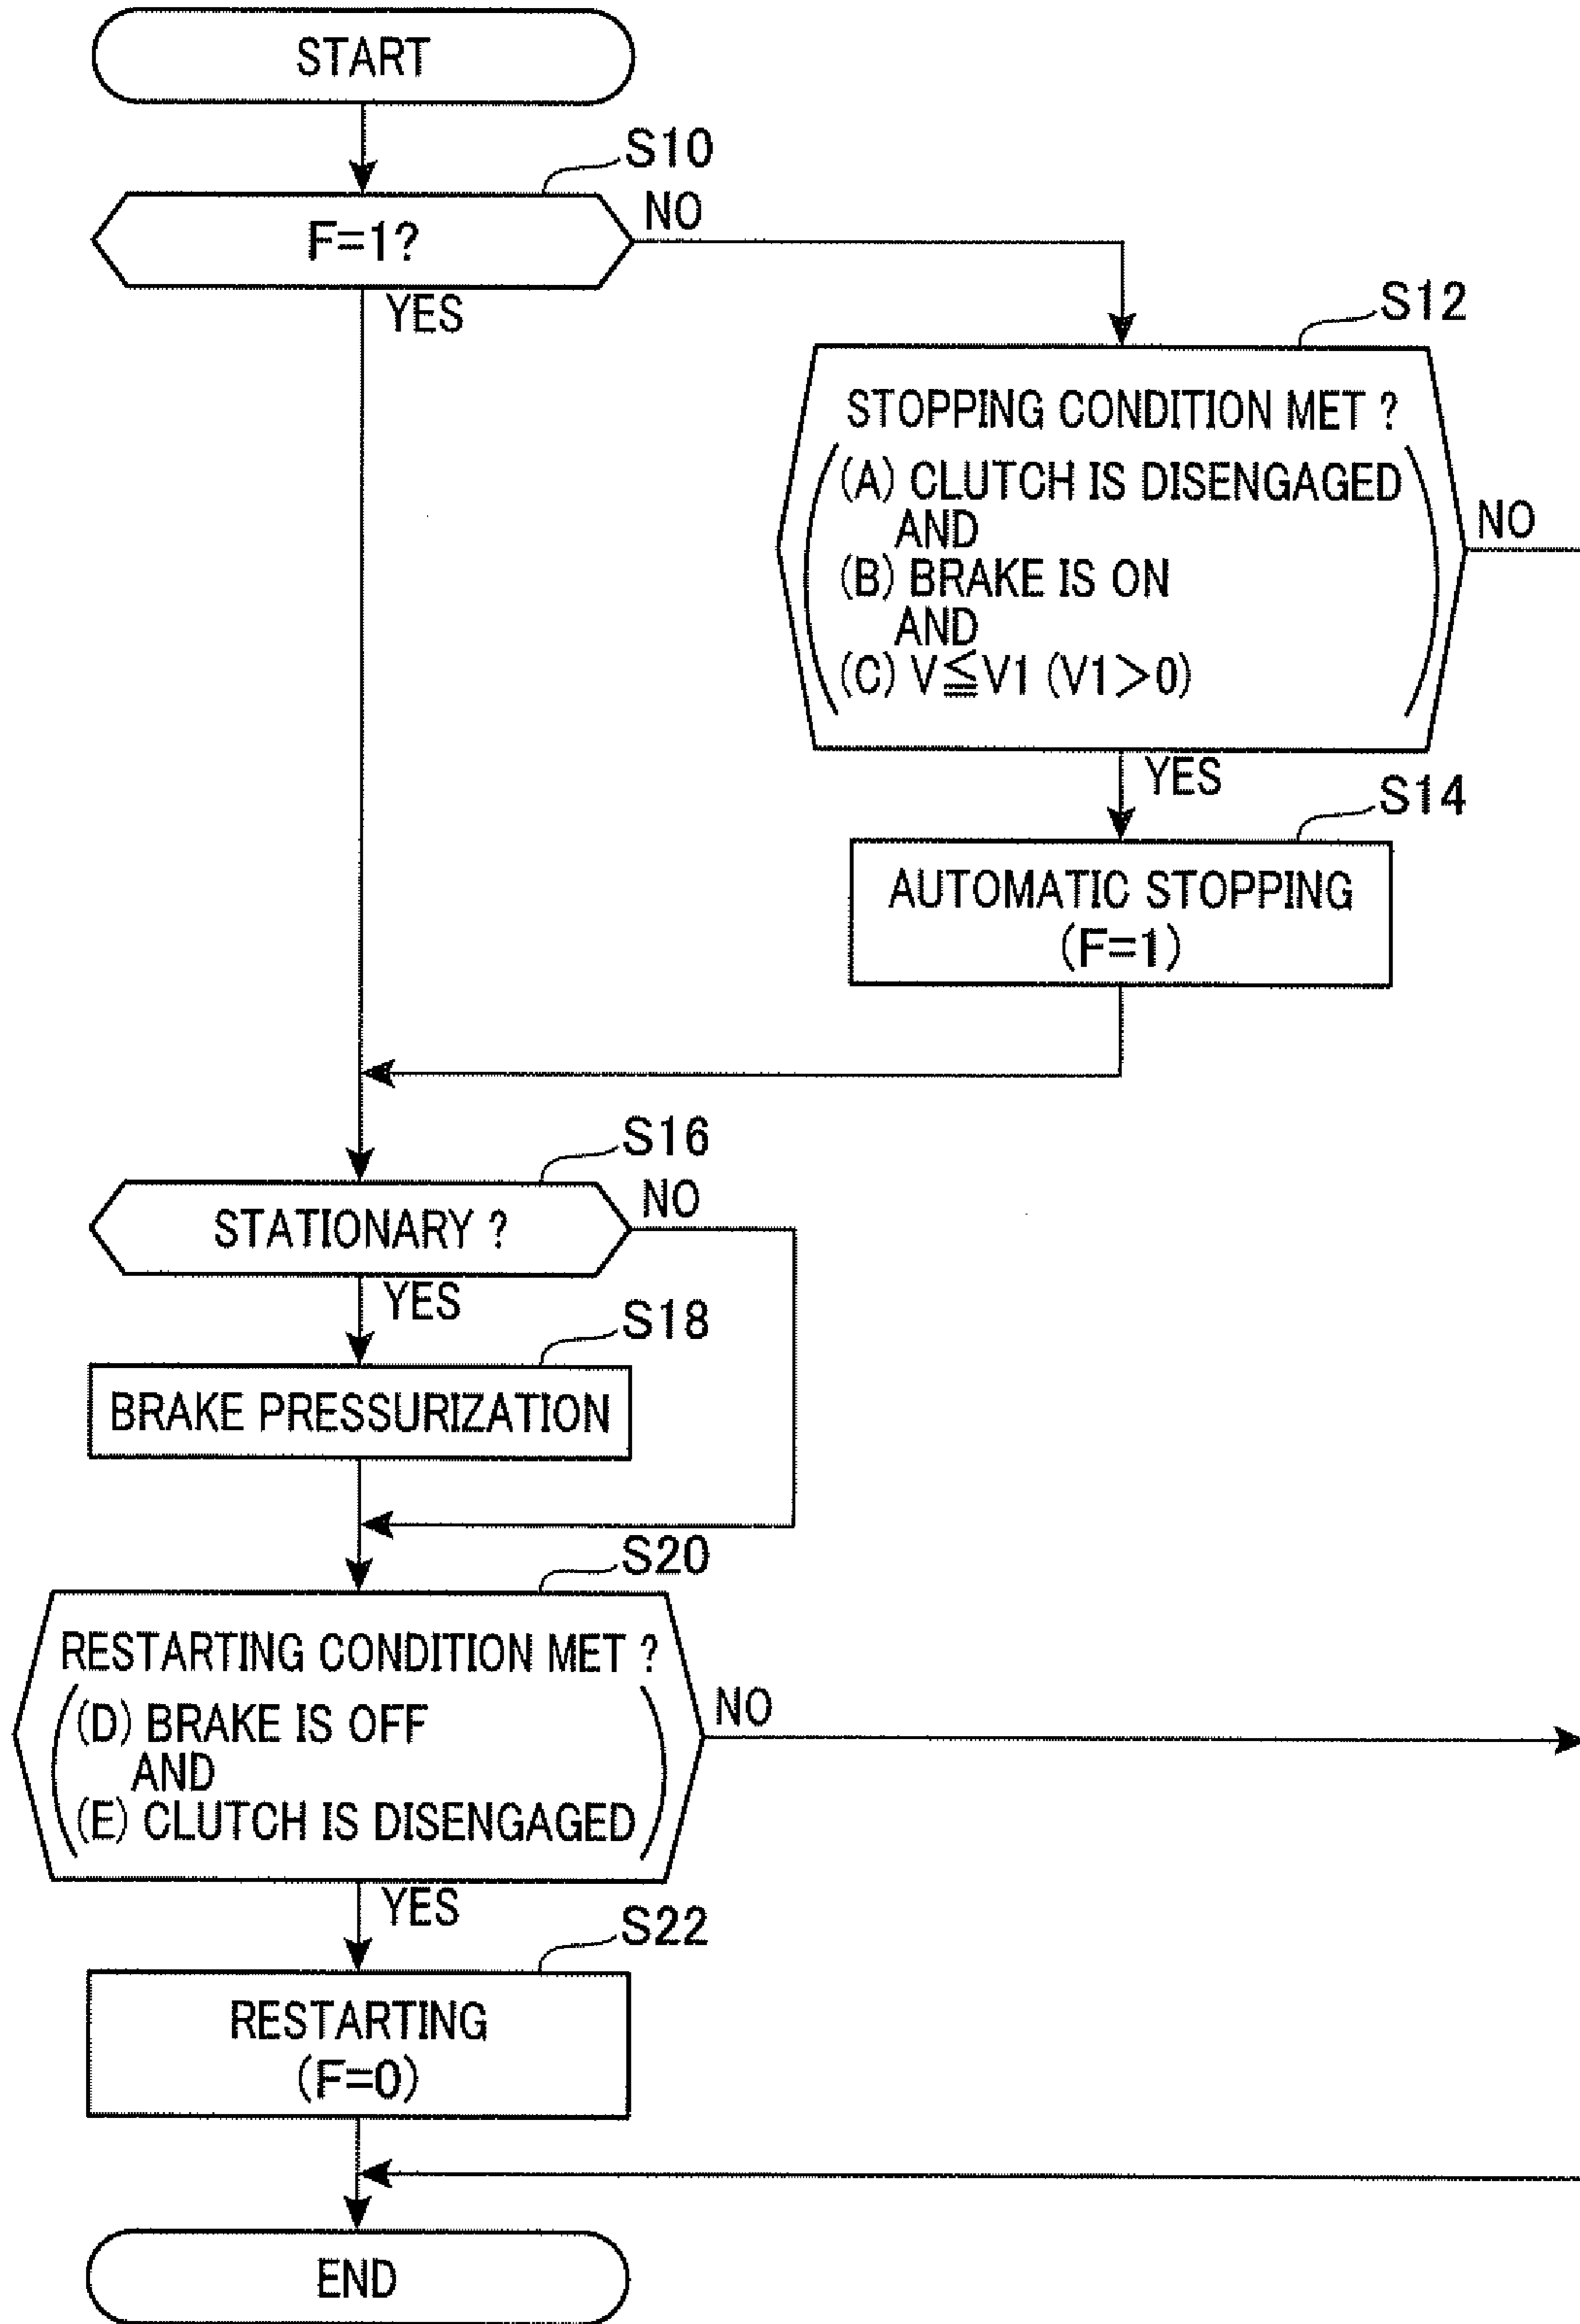 START
S10
F=1?
NO
YES
S12
STOPPING CONDITION MET ?
(A) CLUTCH IS DISENGAGED
AND
(B) BRAKE IS ON
AND
(C) V≦V1 (V1>0)
NO
YES
S14
AUTOMATIC STOPPING
(F=1)
S16
STATIONARY ?
NO
YES
S18
BRAKE PRESSURIZATION
S20
RESTARTING CONDITION MET ?
(D) BRAKE IS OFF
AND
(E) CLUTCH IS DISENGAGED
NO
YES
S22
RESTARTING
(F=0)
END